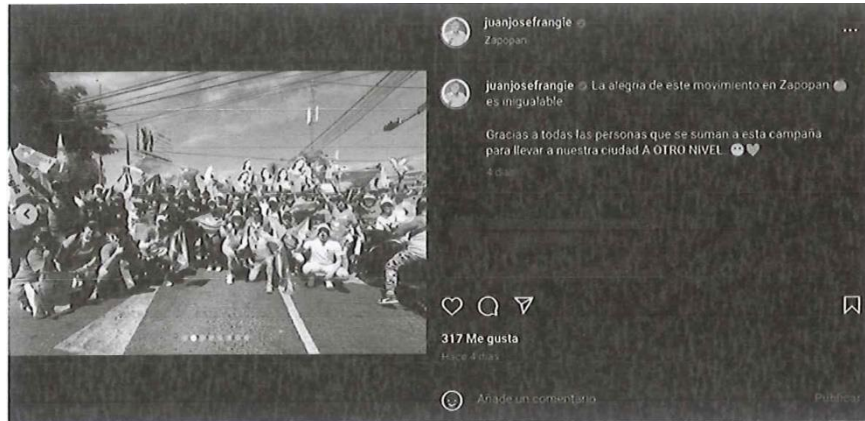 juanjosefrangie
Zapopan
juanjosefrangie La alegria de este movimiento en Zapopan
es inigualable
Gracias a todas las personas que se suman a esta campaña
para llevar a nuestra ciudad A OTRO NIVEL.
4 días
317 Me gusta
Hace 4 días
Añade un comentario
Publicar